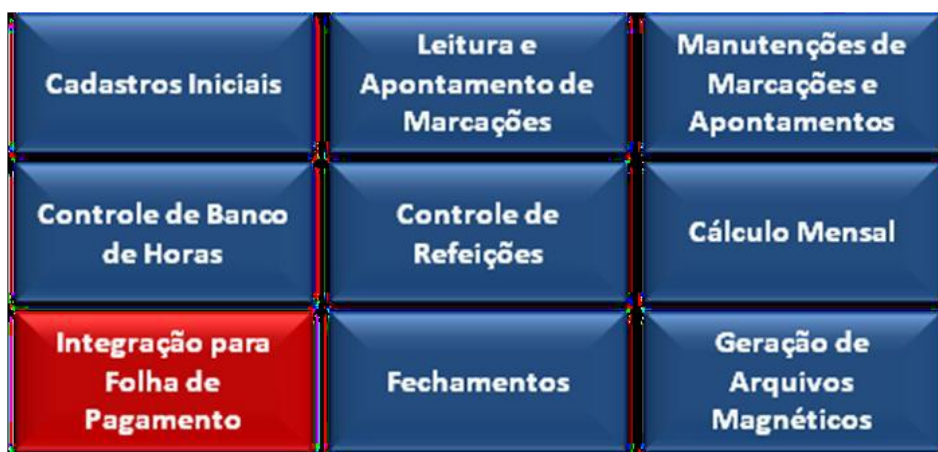 Cadastros Iniciais
Leitura e
Apontamento de
Marcações
Manutenções de
Marcações e
Apontamentos
Controle de Banco
de Horas
Controle de
Refeições
Cálculo Mensal
Integração para
Folha de
Pagamento
Fechamentos
Geração de
Arquivos
Magnéticos